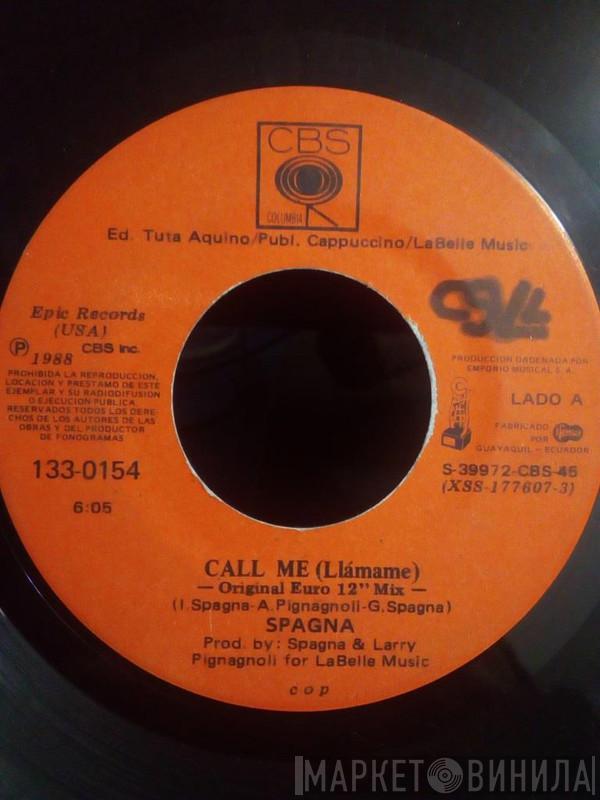 CBS
COLUMBIA
Ed. Tuta Aquino/Publ. Cappuccino/LaBelle Music
Epic Records
(USA)
P 1988 CBS Inc.
PROHIBIDA LA REPRODUCCION,
LOCACION Y PRESTAMO DE ESTE
EJEMPLAR Y SU RADIODIFUSION
O EJECUCION PUBLICA.
RESERVADOS TODOS LOS DERE-
CHOS DE LOS AUTORES DE LAS
OBRAS Y DEL PRODUCTOR
DE FONOGRAMAS
133-0154
6:05
PRODUCCION ORDENADA POR
EMPORIO MUSICAL S. A.
LADO A
FABRICADO
POR
GUAYAQUIL - ECUADOR
S-39972-CBS-45
(XSS-177607-3)
CALL ME (Llámame)
— Original Euro 12” Mix —
(I. Spagna-A. Pignagnoli-G. Spagna)
SPAGNA
Prod. by: Spagna & Larry
Pignagnoli for LaBelle Music
cop
МАРКЕТ ВИНИЛА